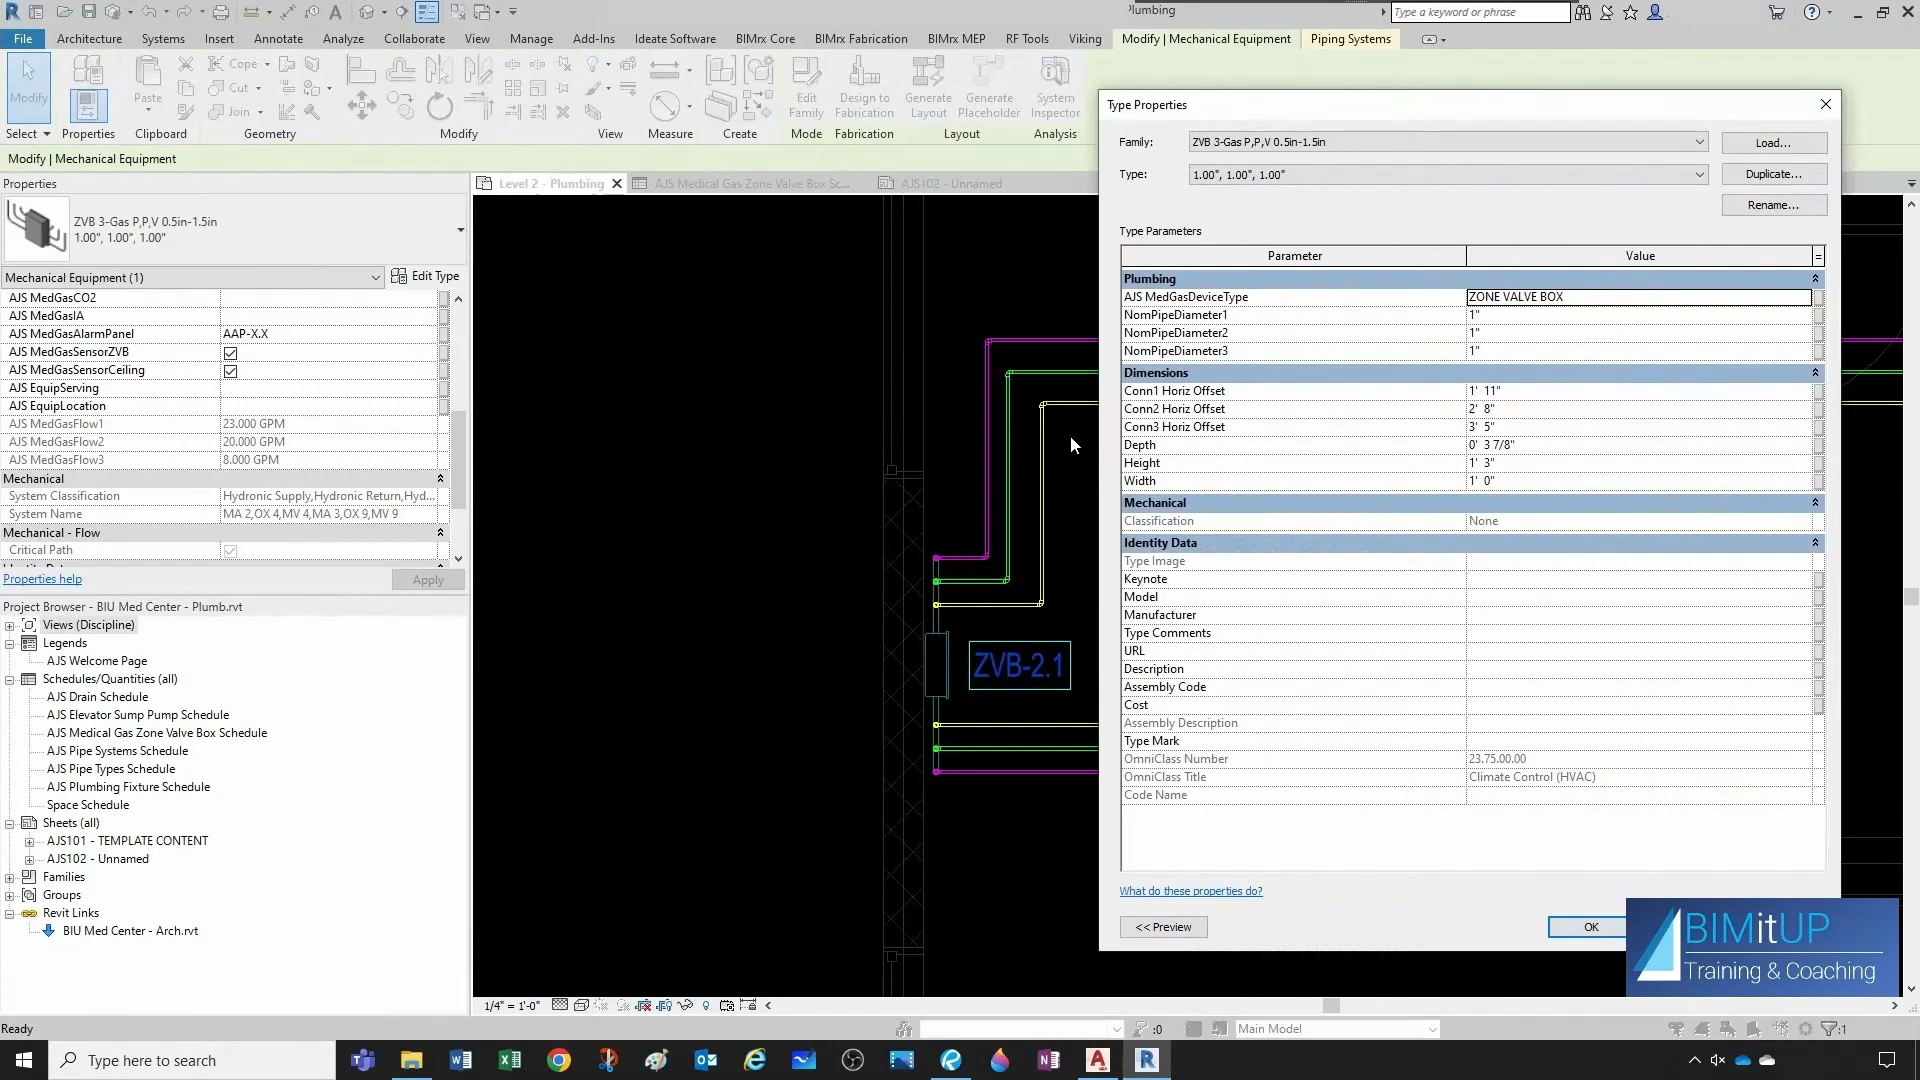 Plumbing
Type a keyword or phrase
File Architecture Systems Insert Annotate Analyze Collaborate View Manage Add-Ins Ideate Software BIMrx Core BIMrx Fabrication BIMrx MEP RF Tools Viking Modify | Mechanical Equipment Piping Systems
Modify
Paste
Cope
Cut
Join
Edit Family
Design to Fabrication
Generate Layout
Generate Placeholder
System Inspector
Select Properties Clipboard Geometry Modify View Measure Create Mode Fabrication Layout Analysis
Modify | Mechanical Equipment
Properties
ZVB 3-Gas P,P,V 0.5in-1.5in
1.00", 1.00", 1.00"
Mechanical Equipment (1) Edit Type
AJS MedGasCO2
AJS MedGasIA
AJS MedGasAlarmPanel AAP-X.X
AJS MedGasSensorZVB
AJS MedGasSensorCeiling
AJS EquipServing
AJS EquipLocation
AJS MedGasFlow1 23.000 GPM
AJS MedGasFlow2 20.000 GPM
AJS MedGasFlow3 8.000 GPM
Mechanical
System Classification Hydronic Supply,Hydronic Return,Hyd...
System Name MA 2,OX 4,MV 4,MA 3,OX 9,MV 9
Mechanical - Flow
Critical Path
Properties help Apply
Project Browser - BIU Med Center - Plumb.rvt
Views (Discipline)
Legends
AJS Welcome Page
Schedules/Quantities (all)
AJS Drain Schedule
AJS Elevator Sump Pump Schedule
AJS Medical Gas Zone Valve Box Schedule
AJS Pipe Systems Schedule
AJS Pipe Types Schedule
AJS Plumbing Fixture Schedule
Space Schedule
Sheets (all)
AJS101 - TEMPLATE CONTENT
AJS102 - Unnamed
Families
Groups
Revit Links
BIU Med Center - Arch.rvt
Level 2 - Plumbing AJS Medical Gas Zone Valve Box Sc... AJS102 - Unnamed
ZVB-2.1
Type Properties
Family: ZVB 3-Gas P,P,V 0.5in-1.5in Load...
Type: 1.00", 1.00", 1.00" Duplicate...
Rename...
Type Parameters
Parameter Value =
Plumbing
AJS MedGasDeviceType ZONE VALVE BOX
NomPipeDiameter1 1"
NomPipeDiameter2 1"
NomPipeDiameter3 1"
Dimensions
Conn1 Horiz Offset 1' 11"
Conn2 Horiz Offset 2' 8"
Conn3 Horiz Offset 3' 5"
Depth 0' 3 7/8"
Height 1' 3"
Width 1' 0"
Mechanical
Classification None
Identity Data
Type Image
Keynote
Model
Manufacturer
Type Comments
URL
Description
Assembly Code
Cost
Assembly Description
Type Mark
OmniClass Number 23.75.00.00
OmniClass Title Climate Control (HVAC)
Code Name
What do these properties do?
<< Preview OK
BIMitUP
Training & Coaching
1/4" = 1'-0"
Ready :0 Main Model :1
Type here to search